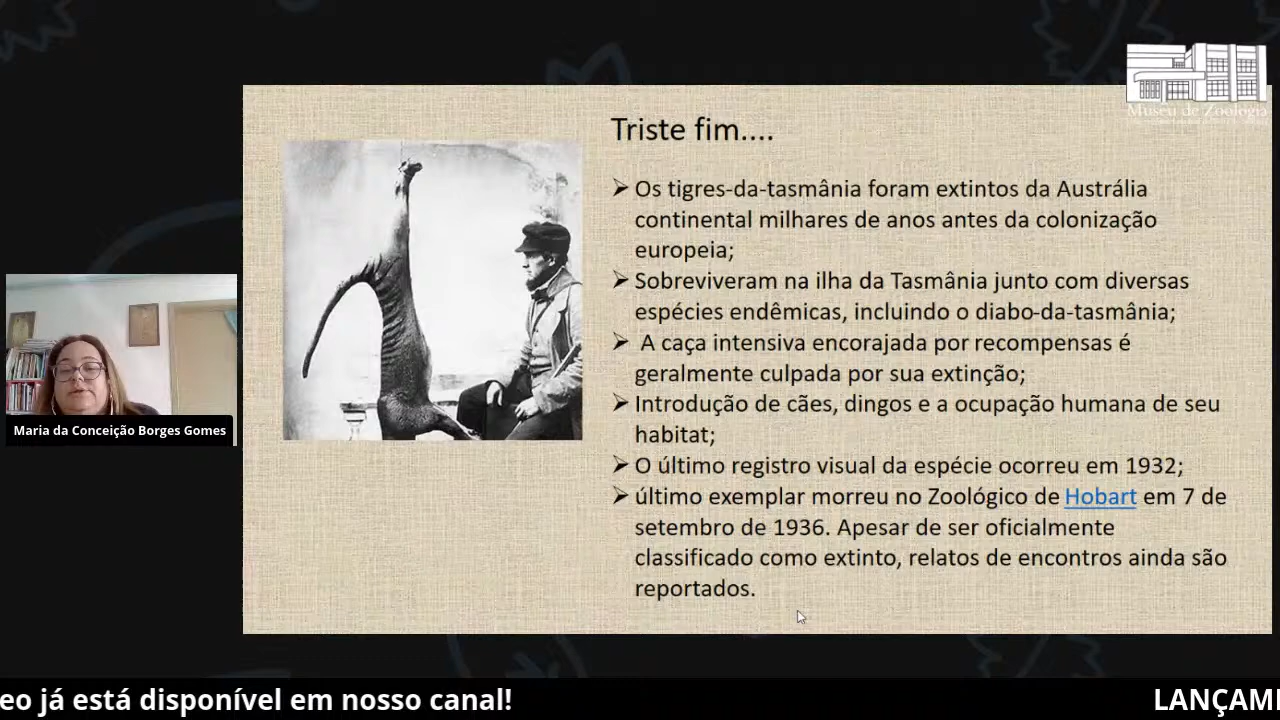 Museu de Zoologia
Triste fim....
➢ Os tigres-da-tasmânia foram extintos da Austrália
continental milhares de anos antes da colonização
europeia;
➢ Sobreviveram na ilha da Tasmânia junto com diversas
espécies endêmicas, incluindo o diabo-da-tasmânia;
➢ A caça intensiva encorajada por recompensas é
geralmente culpada por sua extinção;
➢ Introdução de cães, dingos e a ocupação humana de seu
habitat;
➢ O último registro visual da espécie ocorreu em 1932;
➢ último exemplar morreu no Zoológico de Hobart em 7 de
setembro de 1936. Apesar de ser oficialmente
classificado como extinto, relatos de encontros ainda são
reportados.
Maria da Conceição Borges Gomes
eo já está disponível em nosso canal! LANÇAM